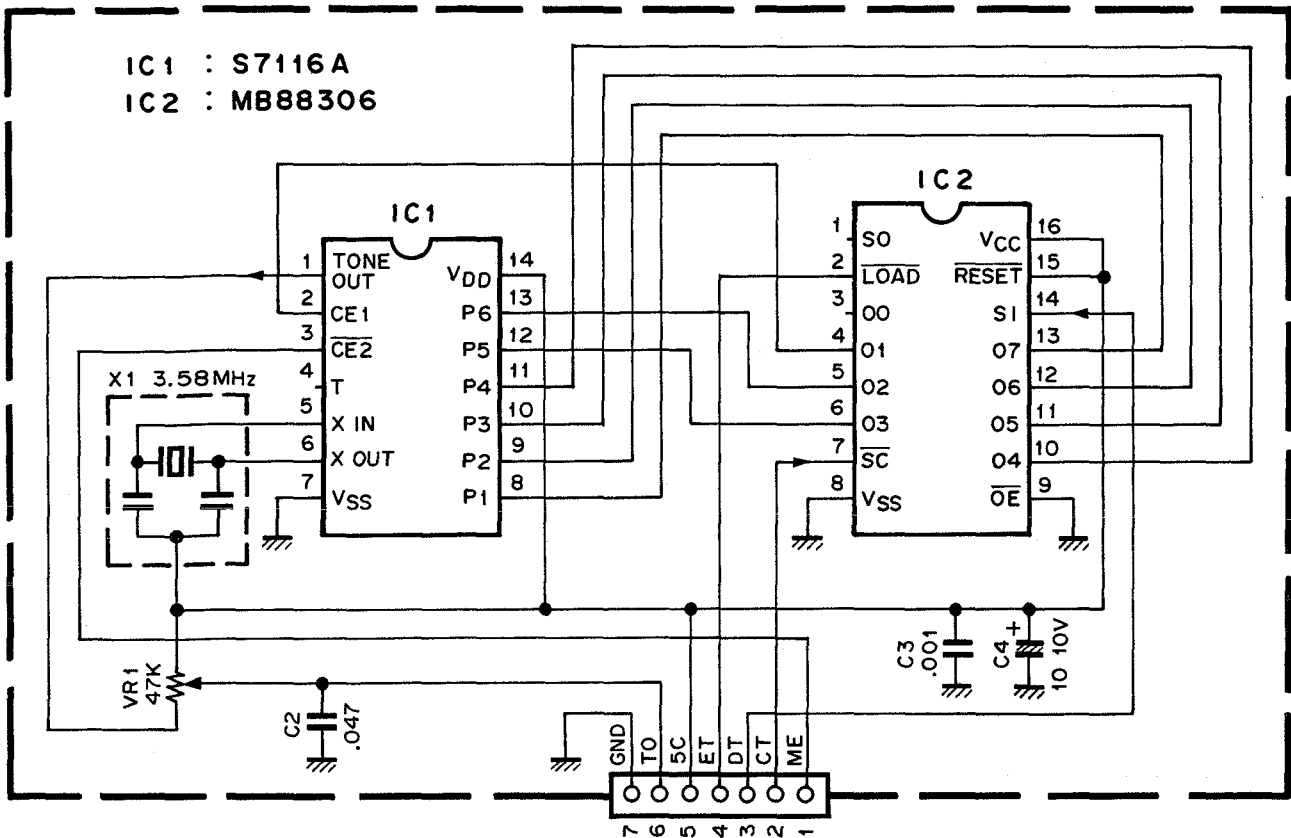 IC1 : S7116A
IC2 : MB88306
IC1
1 TONE OUT
2 CE1
3 CE2
4 T
5 X IN
6 X OUT
7 VSS
14 VDD
13 P6
12 P5
11 P4
10 P3
9 P2
8 P1
IC2
1 SO
2 LOAD
3 O0
4 O1
5 O2
6 O3
7 SC
8 VSS
16 VCC
15 RESET
14 SI
13 O7
12 O6
11 O5
10 O4
9 OE
X1 3.58MHz
VR1
47K
C2
.047
C3
.001
C4 +
10 10V
GND
TO
5C
ET
DT
CT
ME
7 6 5 4 3 2 1